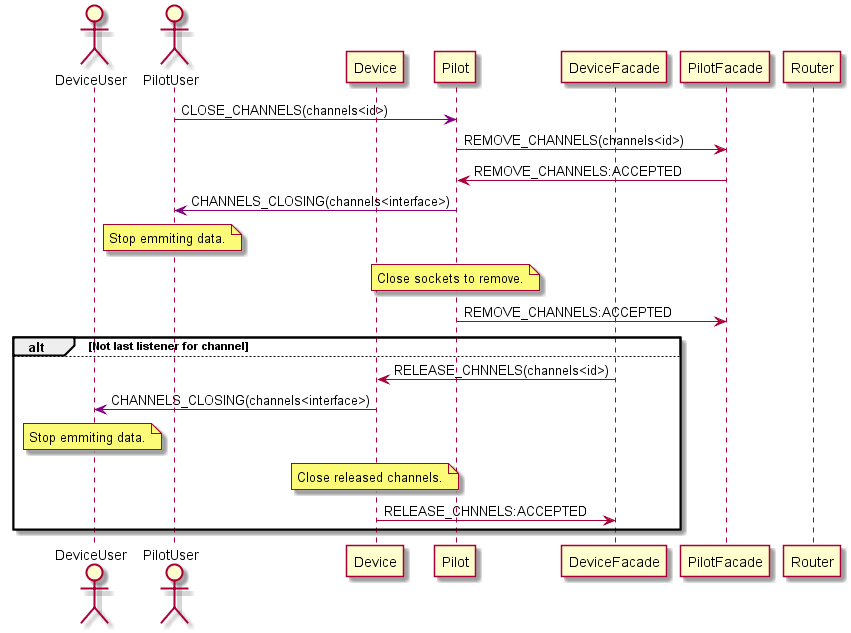 DeviceUser
PilotUser
Device
Pilot
DeviceFacade
PilotFacade
Router
CLOSE_CHANNELS(channels<id>)
REMOVE_CHANNELS(channels<id>)
REMOVE_CHANNELS:ACCEPTED
CHANNELS_CLOSING(channels<interface>)
Stop emmiting data.
Close sockets to remove.
REMOVE_CHANNELS:ACCEPTED
alt
[Not last listener for channel]
RELEASE_CHNNELS(channels<id>)
CHANNELS_CLOSING(channels<interface>)
Stop emmiting data.
Close released channels.
RELEASE_CHNNELS:ACCEPTED
DeviceUser
PilotUser
Device
Pilot
DeviceFacade
PilotFacade
Router